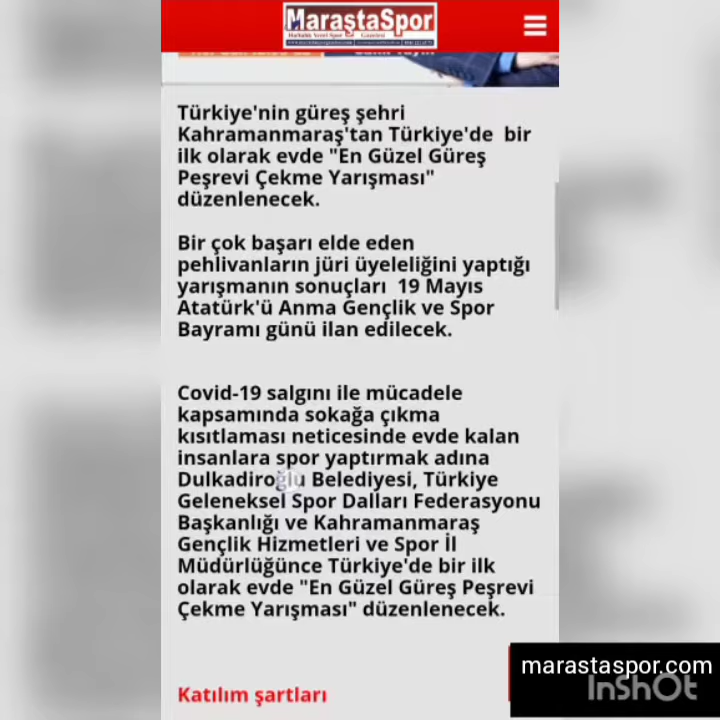 MaraştaSpor
Türkiye'nin güreş şehri
Kahramanmaraş'tan Türkiye'de bir
ilk olarak evde "En Güzel Güreş
Peşrevi Çekme Yarışması"
düzenlenecek.
Bir çok başarı elde eden
pehlivanların jüri üyeleliğini yaptığı
yarışmanın sonuçları 19 Mayıs
Atatürk'ü Anma Gençlik ve Spor
Bayramı günü ilan edilecek.
Covid-19 salgını ile mücadele
kapsamında sokağa çıkma
kısıtlaması neticesinde evde kalan
insanlara spor yaptırmak adına
Dulkadiroğlu Belediyesi, Türkiye
Geleneksel Spor Dalları Federasyonu
Başkanlığı ve Kahramanmaraş
Gençlik Hizmetleri ve Spor İl
Müdürlüğünce Türkiye'de bir ilk
olarak evde "En Güzel Güreş Peşrevi
Çekme Yarışması" düzenlenecek.
Katılım şartları
marastaspor.com
InShOt